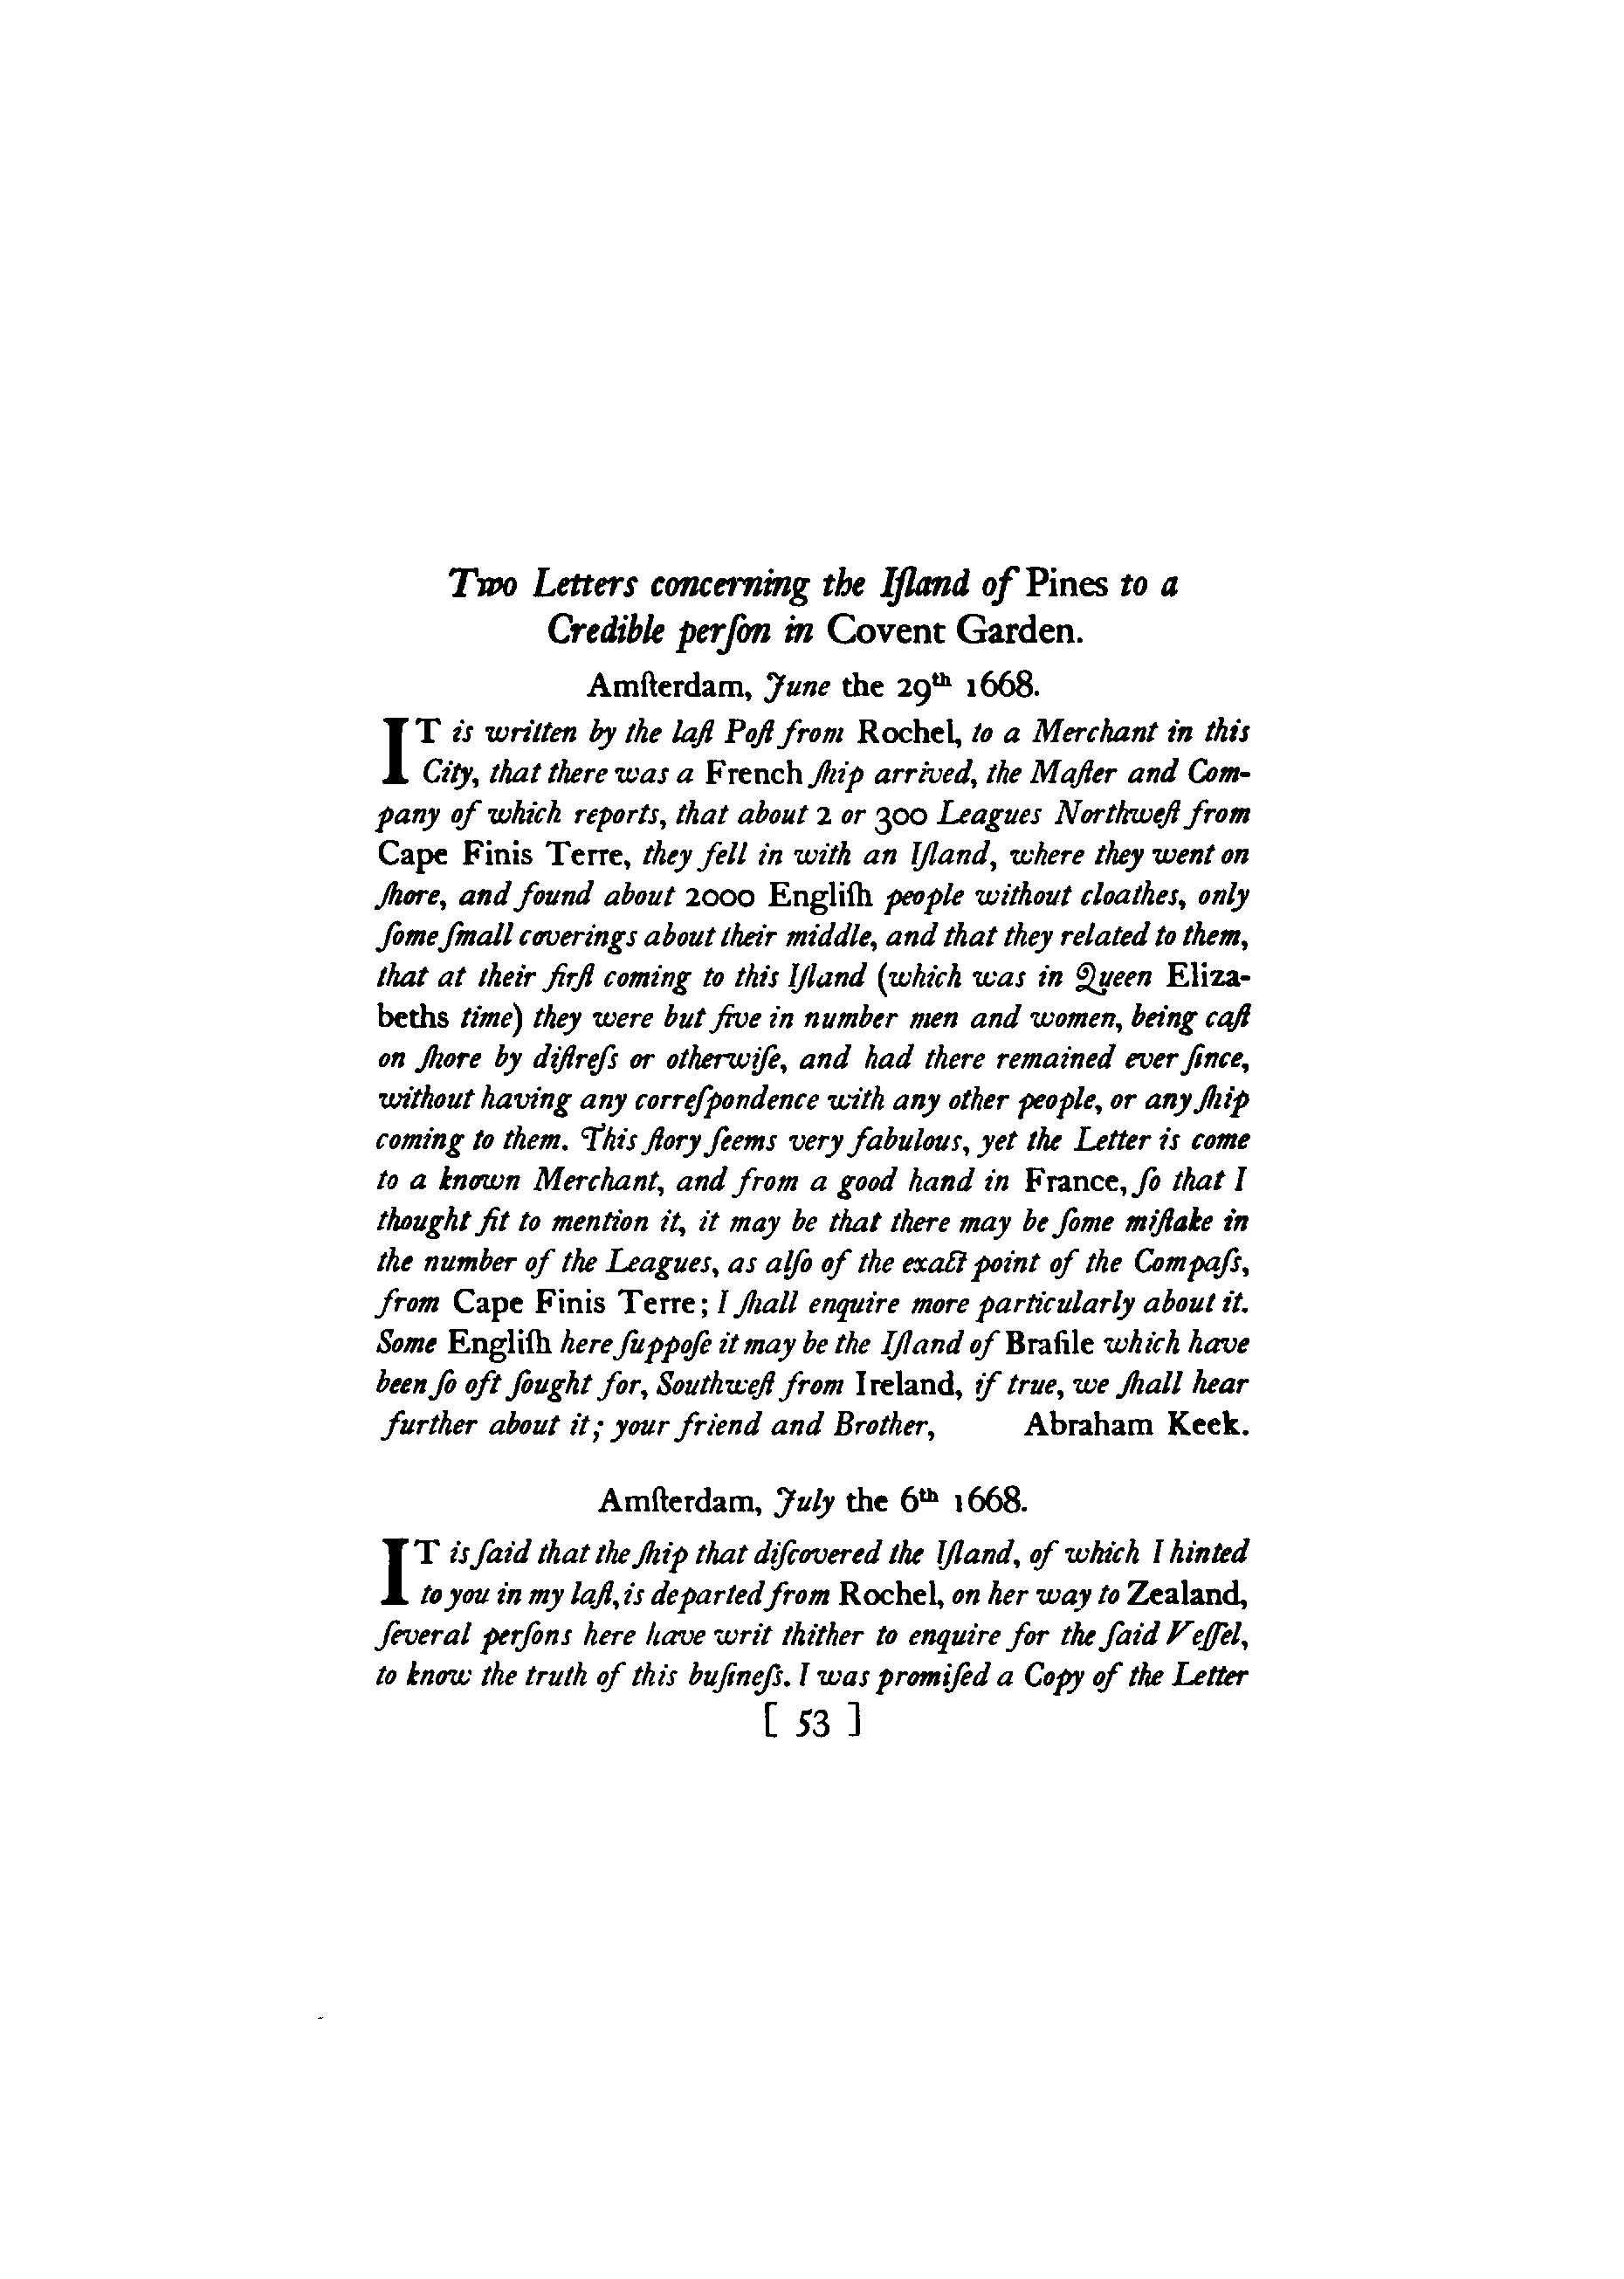 Two Letters concerning the Iſland of Pines to a
Credible perſon in Covent Garden.
Amſterdam, June the 29th 1668.
IT is written by the laſt Poſt from Rochel, to a Merchant in this
City, that there was a French ſhip arrived, the Maſter and Com-
pany of which reports, that about 2 or 300 Leagues Northweſt from
Cape Finis Terre, they fell in with an Iſland, where they went on
ſhore, and found about 2000 Engliſh people without cloathes, only
ſome ſmall coverings about their middle, and that they related to them,
that at their firſt coming to this Iſland (which was in Queen Eliza-
beths time) they were but five in number men and women, being caſt
on ſhore by diſtreſs or otherwiſe, and had there remained ever ſince,
without having any correſpondence with any other people, or any ſhip
coming to them. This ſtory ſeems very fabulous, yet the Letter is come
to a known Merchant, and from a good hand in France, ſo that I
thought fit to mention it, it may be that there may be ſome miſtake in
the number of the Leagues, as alſo of the exact point of the Compaſs,
from Cape Finis Terre; I ſhall enquire more particularly about it.
Some Engliſh here ſuppoſe it may be the Iſland of Braſile which have
been ſo oft ſought for, Southweſt from Ireland, if true, we ſhall hear
further about it; your friend and Brother, Abraham Keek.
Amſterdam, July the 6th 1668.
IT is ſaid that the ſhip that diſcovered the Iſland, of which I hinted
to you in my laſt, is departed from Rochel, on her way to Zealand,
ſeveral perſons here have writ thither to enquire for the ſaid Veſſel,
to know the truth of this buſineſs. I was promiſed a Copy of the Letter
[ 53 ]